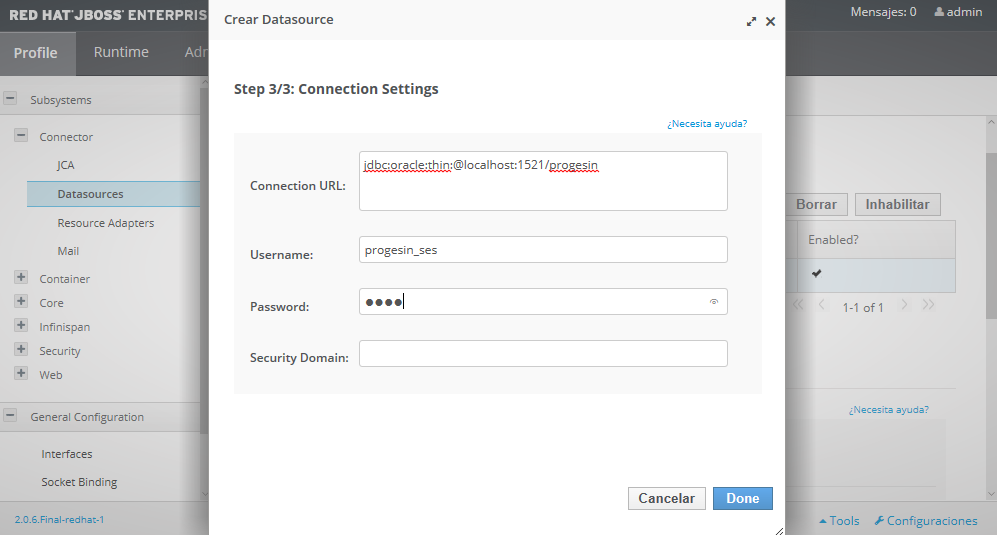 RED HAT® JBOSS® ENTERPRIS
Mensajes: 0 admin
Profile Runtime Adr
Subsystems
Connector
JCA
Datasources
Resource Adapters
Mail
Container
Core
Infinispan
Security
Web
General Configuration
Interfaces
Socket Binding
2.0.6.Final-redhat-1
Crear Datasource
Step 3/3: Connection Settings
¿Necesita ayuda?
Connection URL: jdbc:oracle:thin:@localhost:1521/progesin
Username: progesin_ses
Password: ●●●●
Security Domain:
Cancelar Done
Borrar Inhabilitar
Enabled?
1-1 of 1
¿Necesita ayuda?
Tools Configuraciones